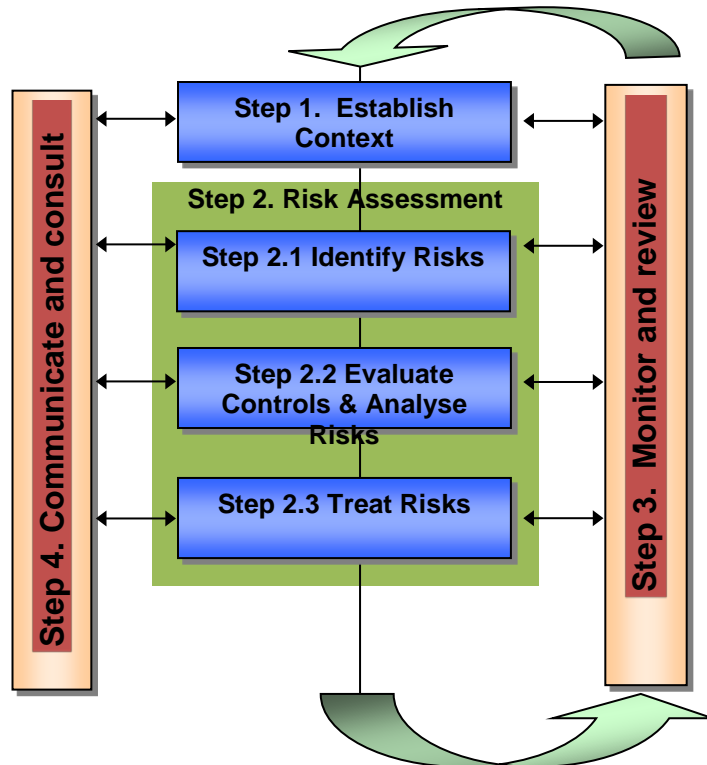 Step 1.  Establish
Context
Step 2. Risk Assessment
Step 2.1 Identify Risks
Step 2.2 Evaluate
Controls & Analyse
Risks
Step 2.3 Treat Risks
Step 4. Communicate and consult
Step 3.  Monitor and review